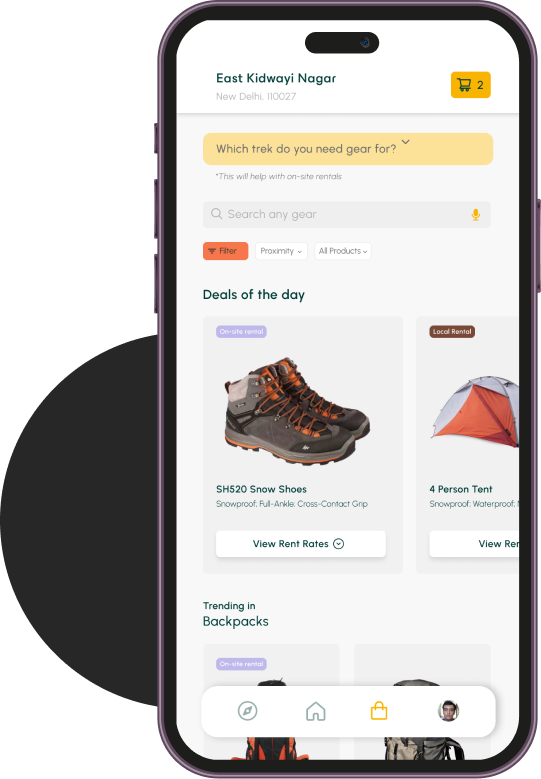 East Kidwayi Nagar
New Delhi, 110027
2
Which trek do you need gear for?
*This will help with on-site rentals
Search any gear
Filter
Proximity
All Products
Deals of the day
On-site rental
Local Rental
SH520 Snow Shoes
Snowproof; Full-Ankle; Cross-Contact Grip
View Rent Rates
4 Person Tent
Snowproof; Waterproof;
View Ren
Trending in
Backpacks
On-site rental